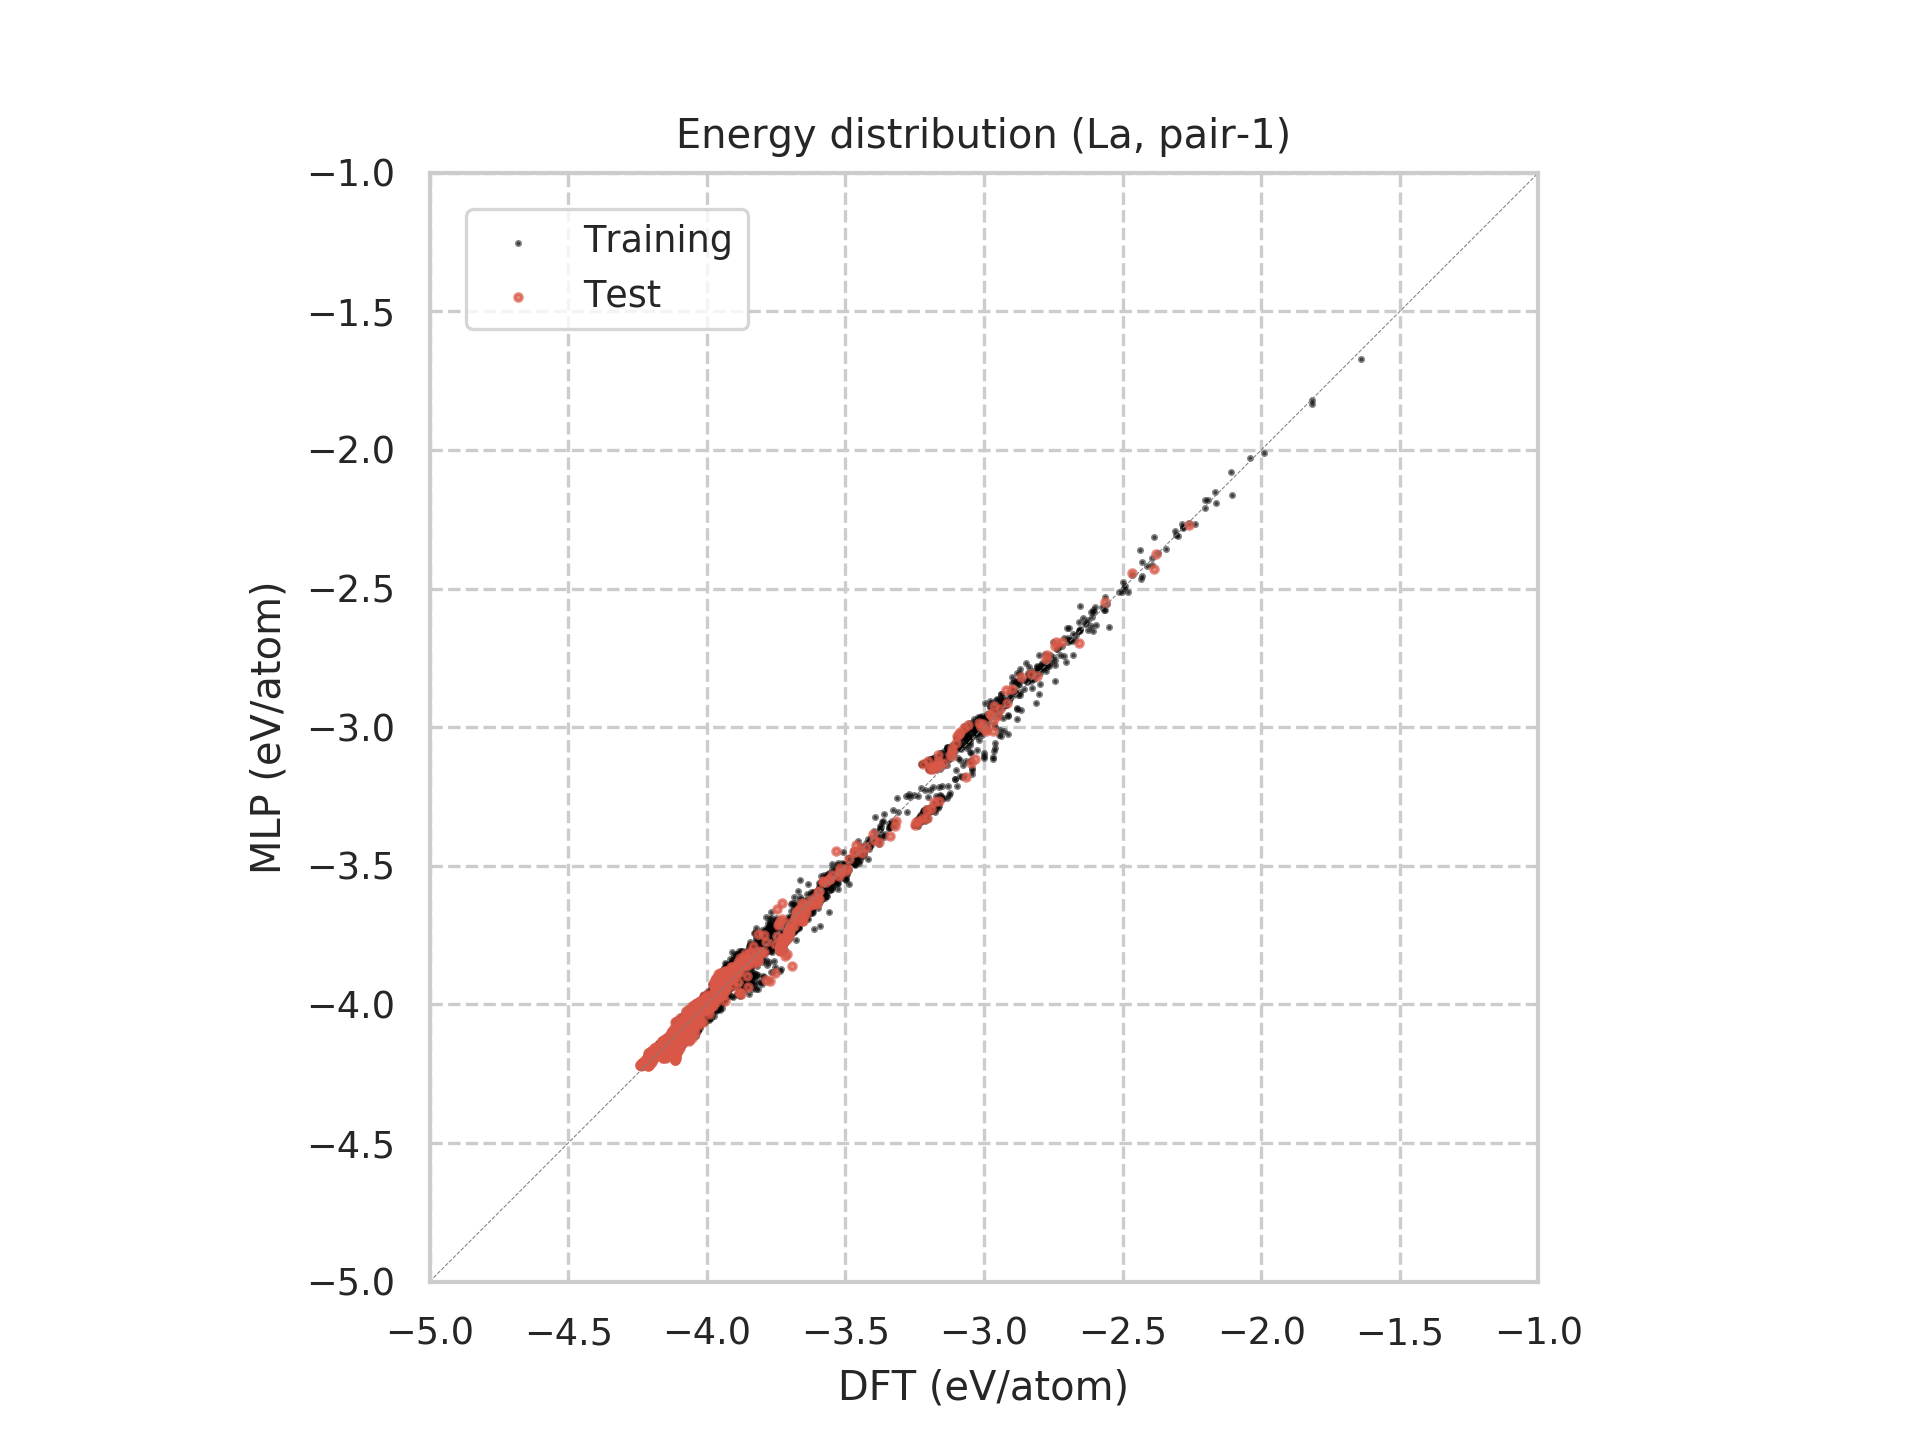 Energy distribution (La, pair-1)
−1.0
−1.5
−2.0
−2.5
−3.0
−3.5
−4.0
−4.5
−5.0
MLP (eV/atom)
Training
Test
−5.0 −4.5 −4.0 −3.5 −3.0 −2.5 −2.0 −1.5 −1.0
DFT (eV/atom)